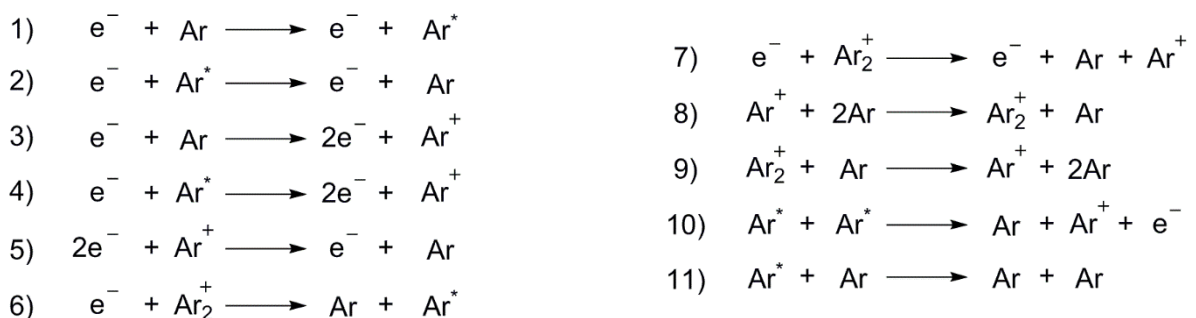 1) e⁻ + Ar ⟶ e⁻ + Ar*
2) e⁻ + Ar* ⟶ e⁻ + Ar
3) e⁻ + Ar ⟶ 2e⁻ + Ar⁺
4) e⁻ + Ar* ⟶ 2e⁻ + Ar⁺
5) 2e⁻ + Ar⁺ ⟶ e⁻ + Ar
6) e⁻ + Ar₂⁺ ⟶ Ar + Ar*
7) e⁻ + Ar₂⁺ ⟶ e⁻ + Ar + Ar⁺
8) Ar⁺ + 2Ar ⟶ Ar₂⁺ + Ar
9) Ar₂⁺ + Ar ⟶ Ar⁺ + 2Ar
10) Ar* + Ar* ⟶ Ar + Ar⁺ + e⁻
11) Ar* + Ar ⟶ Ar + Ar